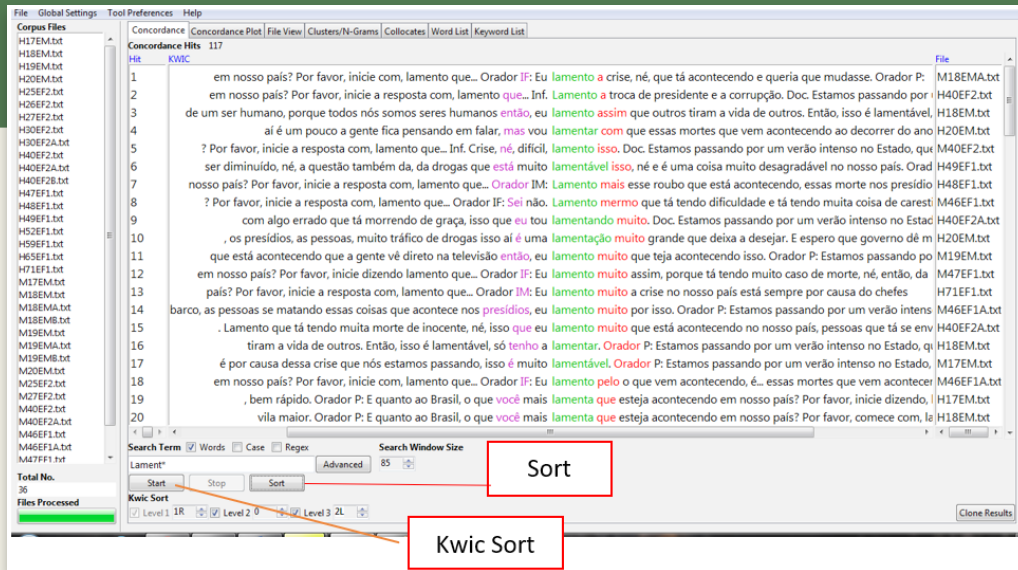 File Global Settings Tool Preferences Help
Corpus Files
H17EM.txt
H18EM.txt
H19EM.txt
H20EM.txt
H25EF2.txt
H26EF2.txt
H27EF2.txt
H30EF2.txt
H30EF2A.txt
H40EF2.txt
H40EF2A.txt
H40EF2B.txt
H47EF1.txt
H48EF1.txt
H49EF1.txt
H52EF1.txt
H59EF1.txt
H65EF1.txt
H71EF1.txt
M17EM.txt
M18EM.txt
M18EMA.txt
M18EMB.txt
M19EM.txt
M19EMA.txt
M19EMB.txt
M20EM.txt
M25EF2.txt
M27EF2.txt
M40EF2.txt
M40EF2A.txt
M46EF1.txt
M46EF1A.txt
M47EF1.txt
Total No.
36
Files Processed
Concordance Concordance Plot File View Clusters/N-Grams Collocates Word List Keyword List
Concordance Hits 117
Hit KWIC File
1 em nosso país? Por favor, inicie com, lamento que... Orador IF: Eu lamento a crise, né, que tá acontecendo e queria que mudasse. Orador P: M18EMA.txt
2 em nosso país? Por favor, inicie a resposta com, lamento que... Inf. Lamento a troca de presidente e a corrupção. Doc. Estamos passando por H40EF2.txt
3 de um ser humano, porque todos nós somos seres humanos então, eu lamento assim que outros tiram a vida de outros. Então, isso é lamentável, H18EM.txt
4 aí é um pouco a gente fica pensando em falar, mas vou lamentar com que essas mortes que vem acontecendo ao decorrer do ano H20EM.txt
5 ? Por favor, inicie a resposta com, lamento que... Inf. Crise, né, difícil, lamento isso. Doc. Estamos passando por um verão intenso no Estado, que M40EF2.txt
6 ser diminuído, né, a questão também da, da drogas que está muito lamentável isso, né e é uma coisa muito desagradável no nosso país. Orad H49EF1.txt
7 nosso país? Por favor, inicie a resposta com, lamento que... Orador IM: Lamento mais esse roubo que está acontecendo, essas morte nos presídio H48EF1.txt
8 ? Por favor, inicie a resposta com, lamento que... Orador IF: Sei não. Lamento mermo que tá tendo dificuldade e tá tendo muita coisa de caresti M46EF1.txt
9 com algo errado que tá morrendo de graça, isso que eu tou lamentando muito. Doc. Estamos passando por um verão intenso no Estad H40EF2A.txt
10 , os presídios, as pessoas, muito tráfico de drogas isso aí é uma lamentação muito grande que deixa a desejar. E espero que governo dê m H20EM.txt
11 que está acontecendo que a gente vê direto na televisão então, eu lamento muito que teja acontecendo isso. Orador P: Estamos passando po M19EM.txt
12 em nosso país? Por favor, inicie dizendo lamento que... Orador IF: Eu lamento muito assim, porque tá tendo muito caso de morte, né, então, da M47EF1.txt
13 país? Por favor, inicie a resposta com, lamento que... Orador IM: Eu lamento muito a crise no nosso país está sempre por causa do chefes H71EF1.txt
14 barco, as pessoas se matando essas coisas que acontece nos presídios, eu lamento muito por isso. Orador P: Estamos passando por um verão intens M46EF1A.txt
15 . Lamento que tá tendo muita morte de inocente, né, isso que eu lamento muito que está acontecendo no nosso país, pessoas que tá se env H40EF2A.txt
16 tiram a vida de outros. Então, isso é lamentável, só tenho a lamentar. Orador P: Estamos passando por um verão intenso no Estado, qu H18EM.txt
17 é por causa dessa crise que nós estamos passando, isso é muito lamentável. Orador P: Estamos passando por um verão intenso no Estado, M17EM.txt
18 em nosso país? Por favor, inicie com, lamento que... Orador IF: Eu lamento pelo o que vem acontecendo, é... essas mortes que vem acontecer M46EF1A.txt
19 , bem rápido. Orador P: E quanto ao Brasil, o que você mais lamenta que esteja acontecendo em nosso país? Por favor, inicie dizendo, H17EM.txt
20 vila maior. Orador P: E quanto ao Brasil, o que você mais lamenta que esteja acontecendo em nosso país? Por favor, comece com, la H18EM.txt
Search Term Words Case Regex Search Window Size
Lament* Advanced 85
Start Stop Sort
Kwic Sort
Level 1 1R Level 2 0 Level 3 2L
Clone Results
Sort
Kwic Sort